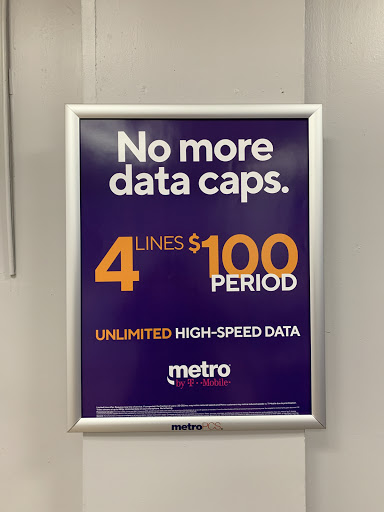 No more
data caps.
4 LINES $100
PERIOD
UNLIMITED HIGH-SPEED DATA
metro
by T-Mobile
metroPCS